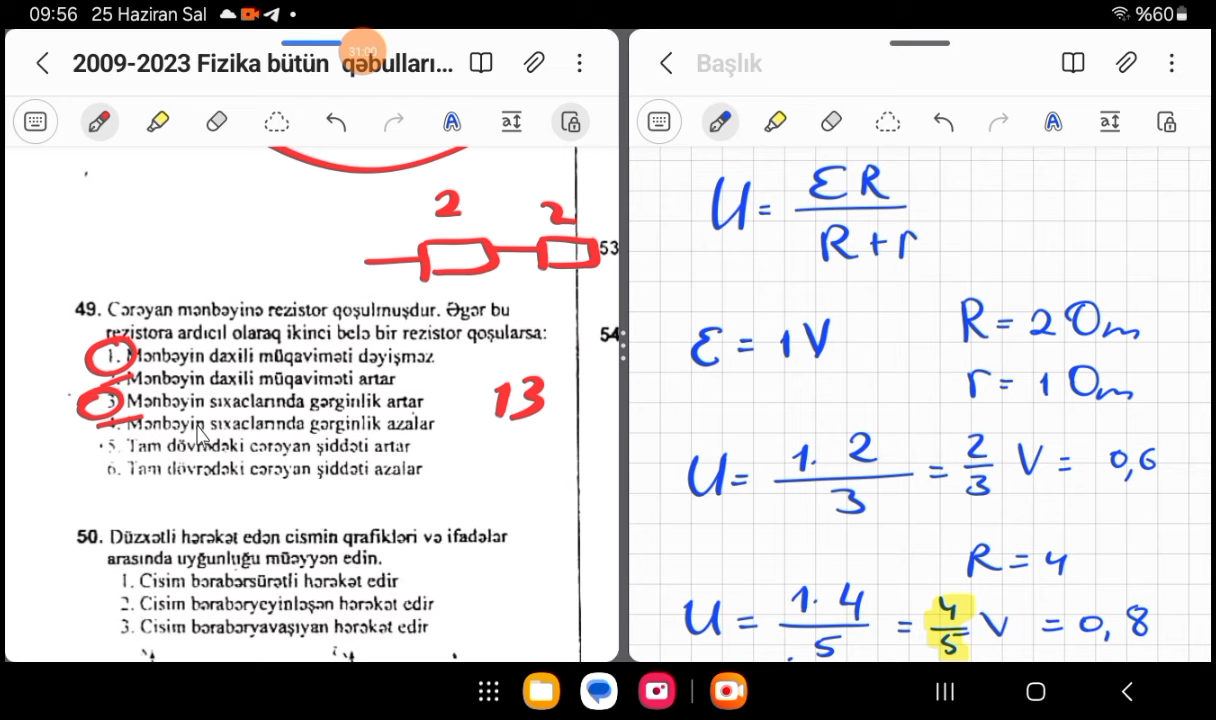 09:56 25 Haziran Sal
%60
31:00
2009-2023 Fizika bütün qəbulları...
Başlık
2 2
53
49. Cərəyan mənbəyinə rezistor qoşulmuşdur. Əgər bu
rezistora ardıcıl olaraq ikinci belə bir rezistor qoşularsa:
54
1. Mənbəyin daxili müqaviməti dəyişməz
2. Mənbəyin daxili müqaviməti artar
3. Mənbəyin sıxaclarında gərginlik artar
4. Mənbəyin sıxaclarında gərginlik azalar
5. Tam dövrədəki cərəyan şiddəti artar
6. Tam dövrədəki cərəyan şiddəti azalar
13
50. Düzxətli hərəkət edən cismin qrafikləri və ifadələr
arasında uyğunluğu müəyyən edin.
1. Cisim bərabərsürətli hərəkət edir
2. Cisim bərabəryeyinləşən hərəkət edir
3. Cisim bərabəryavaşıyan hərəkət edir
U = εR / R + r
ε = 1V
R = 2 Om
r = 1 Om
U = 1. 2 / 3 = 2/3 V = 0,6
R = 4
U = 1. 4 / 5 = 4/5 V = 0,8